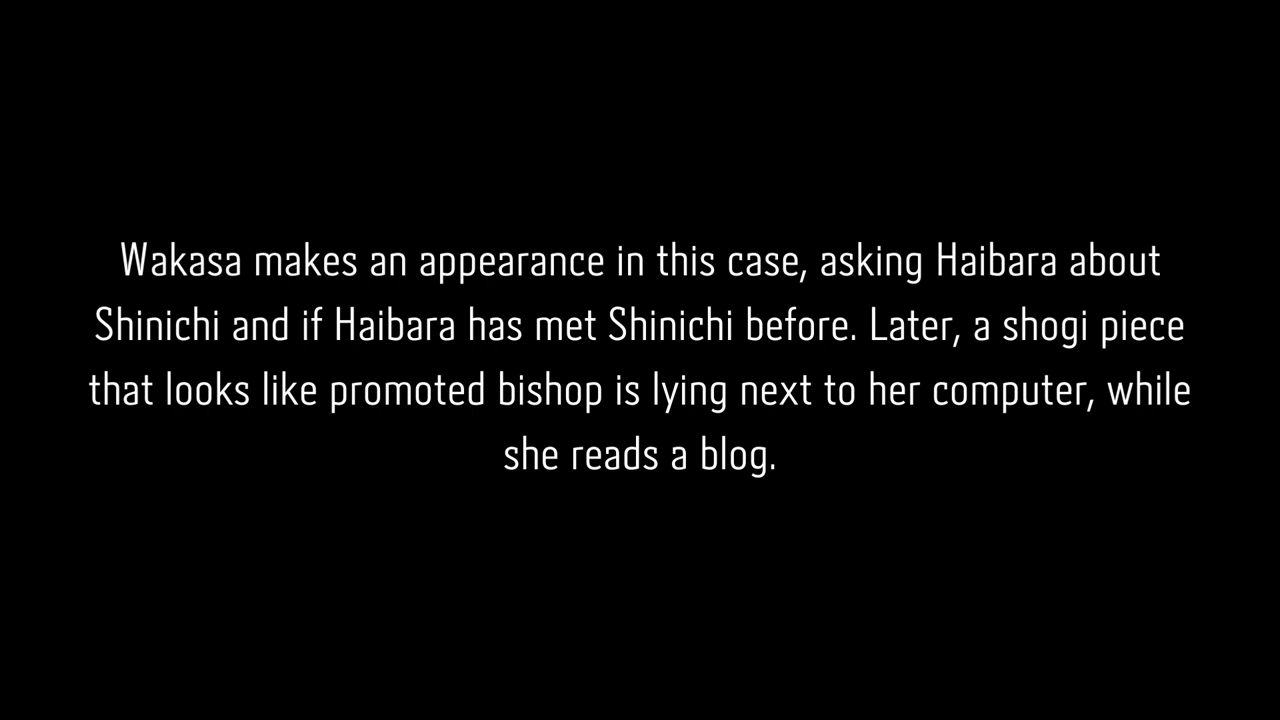 Wakasa makes an appearance in this case, asking Haibara about
Shinichi and if Haibara has met Shinichi before. Later, a shogi piece
that looks like promoted bishop is lying next to her computer, while
she reads a blog.